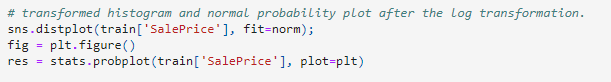 # transformed histogram and normal probability plot after the log transformation.
sns.distplot(train['SalePrice'], fit=norm);
fig = plt.figure()
res = stats.probplot(train['SalePrice'], plot=plt)